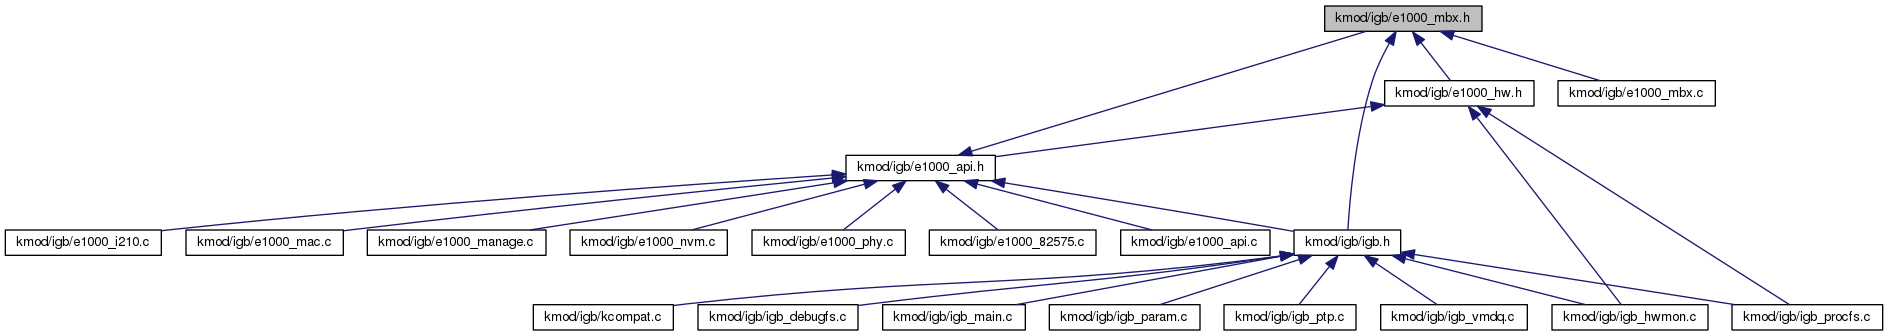 kmod/igb/e1000_mbx.h
kmod/igb/e1000_hw.h
kmod/igb/e1000_mbx.c
kmod/igb/e1000_api.h
kmod/igb/e1000_i210.c
kmod/igb/e1000_mac.c
kmod/igb/e1000_manage.c
kmod/igb/e1000_nvm.c
kmod/igb/e1000_phy.c
kmod/igb/e1000_82575.c
kmod/igb/e1000_api.c
kmod/igb/igb.h
kmod/igb/kcompat.c
kmod/igb/igb_debugfs.c
kmod/igb/igb_main.c
kmod/igb/igb_param.c
kmod/igb/igb_ptp.c
kmod/igb/igb_vmdq.c
kmod/igb/igb_hwmon.c
kmod/igb/igb_procfs.c